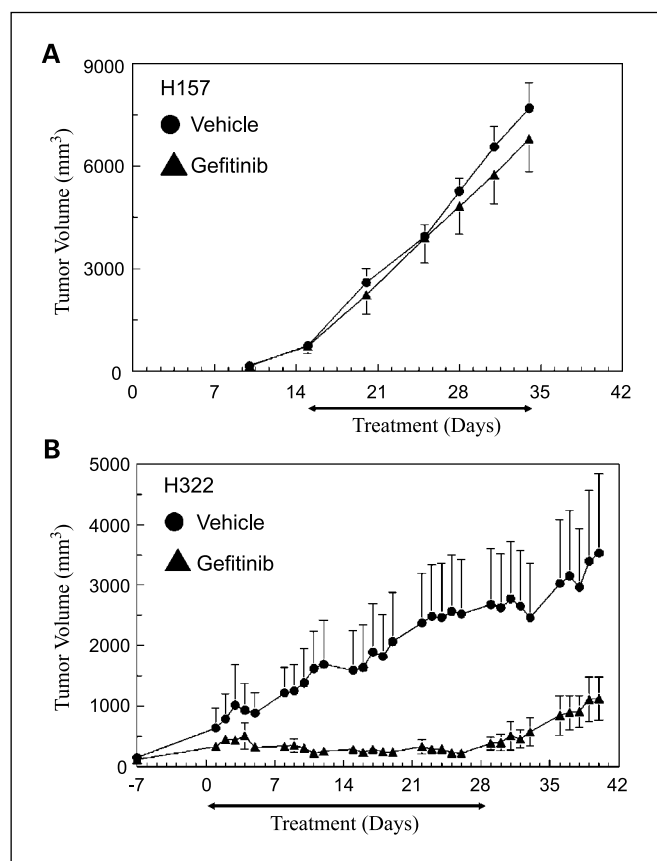 A
9000
H157
Vehicle
6000
Gefitinib
Tumor Volume (mm³)
3000
0
0 7 14 21 28 35 42
Treatment (Days)
B
5000
H322
Vehicle
4000
Gefitinib
3000
Tumor Volume (mm³)
2000
1000
0
-7 0 7 14 21 28 35 42
Treatment (Days)